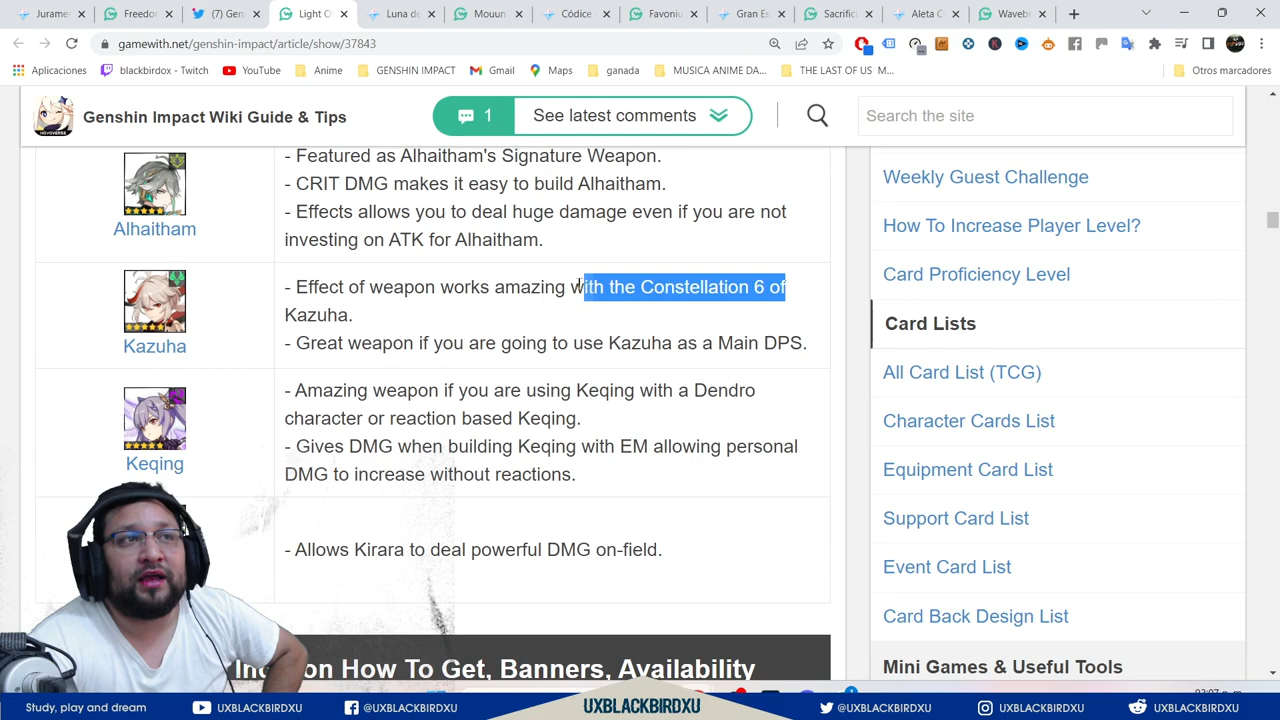 Jurame
Freedo
(7) Gen
Light O
Luna de
Mouun
Códice
Favoniu
Gran Es
Sacrifici
Aleta C
Wavebr
gamewith.net/genshin-impact/article/show/37843
Aplicaciones
blackbirdox - Twitch
YouTube
Anime
GENSHIN IMPACT
Gmail
Maps
ganada
MUSICA ANIME DA...
THE LAST OF US M...
Otros marcadores
Genshin Impact Wiki Guide & Tips
1
See latest comments
Search the site
- Featured as Alhaitham's Signature Weapon.
- CRIT DMG makes it easy to build Alhaitham.
- Effects allows you to deal huge damage even if you are not
investing on ATK for Alhaitham.
Alhaitham
- Effect of weapon works amazing with the Constellation 6 of
Kazuha.
- Great weapon if you are going to use Kazuha as a Main DPS.
Kazuha
- Amazing weapon if you are using Keqing with a Dendro
character or reaction based Keqing.
- Gives DMG when building Keqing with EM allowing personal
DMG to increase without reactions.
Keqing
- Allows Kirara to deal powerful DMG on-field.
on How To Get, Banners, Availability
Weekly Guest Challenge
How To Increase Player Level?
Card Proficiency Level
Card Lists
All Card List (TCG)
Character Cards List
Equipment Card List
Support Card List
Event Card List
Card Back Design List
Mini Games & Useful Tools
Study, play and dream
UXBLACKBIRDXU
@UXBLACKBIRDXU
UXBLACKBIRDXU
@UXBLACKBIRDXU
UXBLACKBIRDXU
UXBLACKBIRDXU